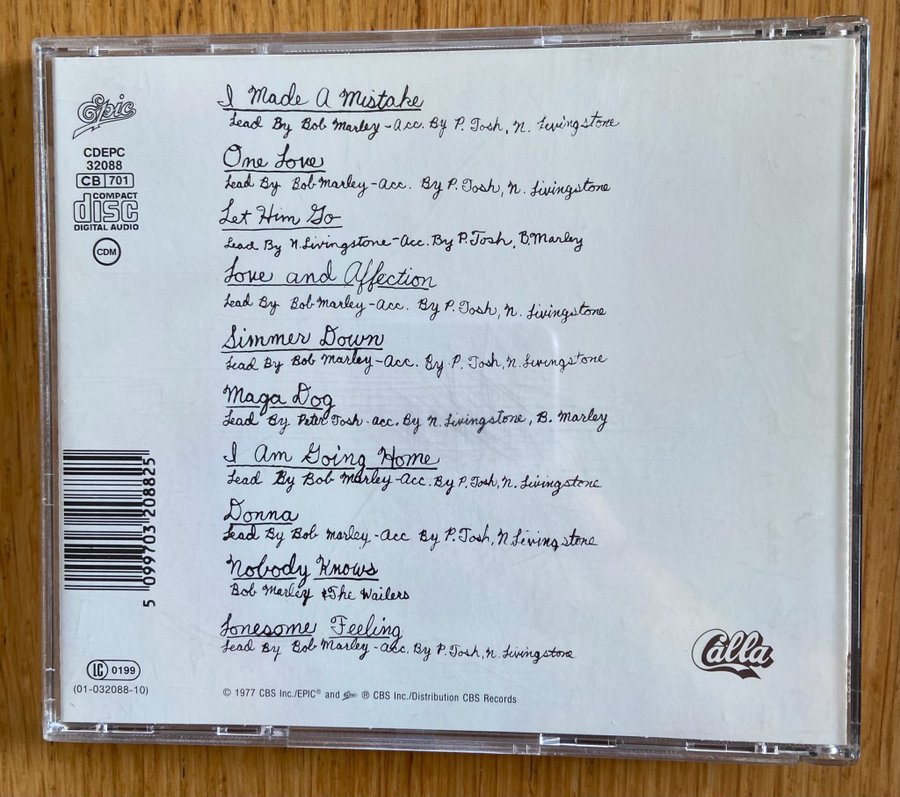 Epic
CDEPC
32088
CB 701
COMPACT
disc
DIGITAL AUDIO
CDM
I Made A Mistake
Lead By Bob Marley - Acc. By P. Tosh, N. Livingstone
One Love
Lead By Bob Marley - Acc. By P. Tosh, N. Livingstone
Let Him Go
Lead By N. Livingstone - Acc. By P. Tosh, B. Marley
Love and Affection
Lead By Bob Marley - Acc. By P. Tosh, N. Livingstone
Simmer Down
Lead By Bob Marley - Acc. By P. Tosh, N. Livingstone
Maga Dog
Lead By Peter Tosh - acc. By N. Livingstone, B. Marley
I Am Going Home
Lead By Bob Marley - Acc. By P. Tosh, N. Livingstone
Donna
Lead By Bob Marley - Acc By P. Tosh, N. Livingstone
Nobody Knows
Bob Marley & The Wailers
Lonesome Feeling
Lead By Bob Marley - Acc. By P. Tosh, N. Livingstone
5 099703 208825
LC 0199
(01-032088-10)
© 1977 CBS Inc./EPIC® and Epic ® CBS Inc./Distribution CBS Records
Calla